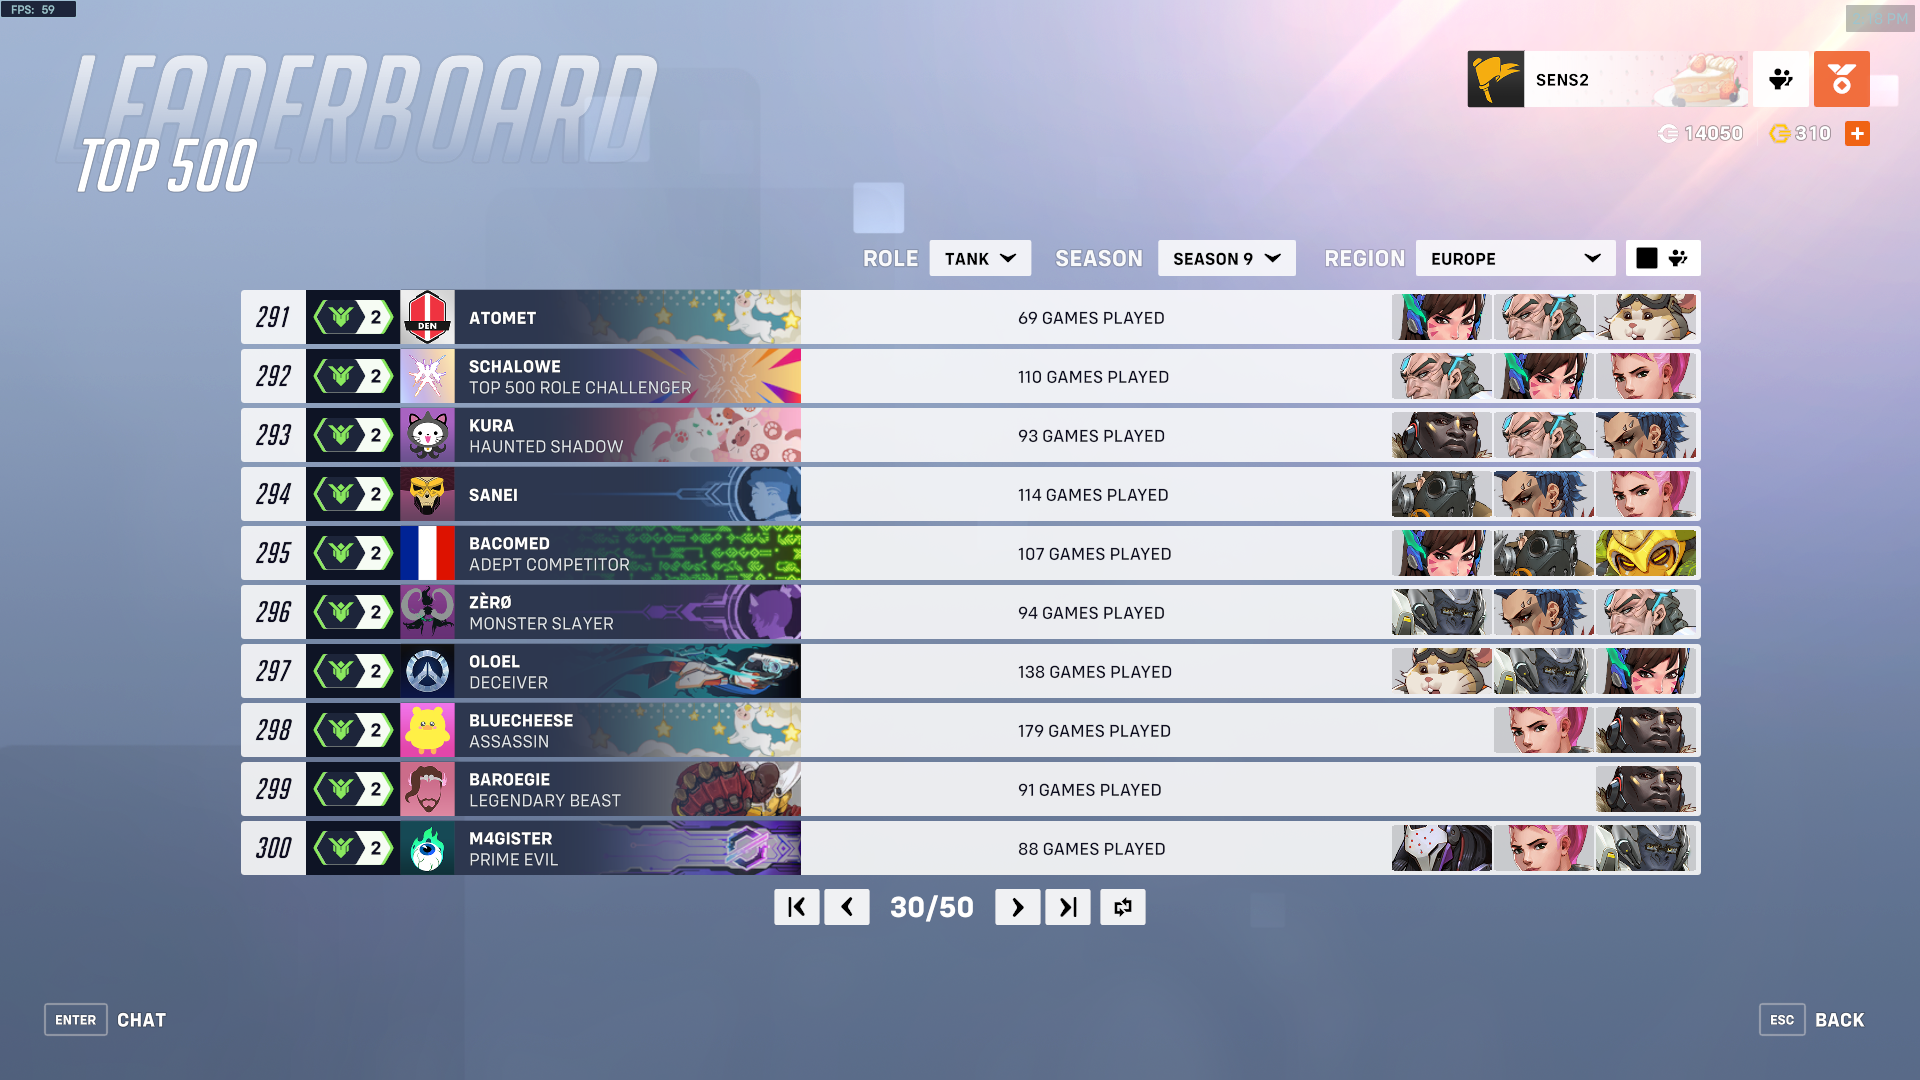 FPS: 59
LEADERBOARD
TOP 500
SENS2
14050 310
ROLE TANK SEASON SEASON 9 REGION EUROPE
291 2 DEN ATOMET 69 GAMES PLAYED
292 2 SCHALOWE 110 GAMES PLAYED
TOP 500 ROLE CHALLENGER
293 2 KURA 93 GAMES PLAYED
HAUNTED SHADOW
294 2 SANEI 114 GAMES PLAYED
295 2 BACOMED 107 GAMES PLAYED
ADEPT COMPETITOR
296 2 ZÈRØ 94 GAMES PLAYED
MONSTER SLAYER
297 2 OLOEL 138 GAMES PLAYED
DECEIVER
298 2 BLUECHEESE 179 GAMES PLAYED
ASSASSIN
299 2 BAROEGIE 91 GAMES PLAYED
LEGENDARY BEAST
300 2 M4GISTER 88 GAMES PLAYED
PRIME EVIL
30/50
ENTER CHAT
ESC BACK